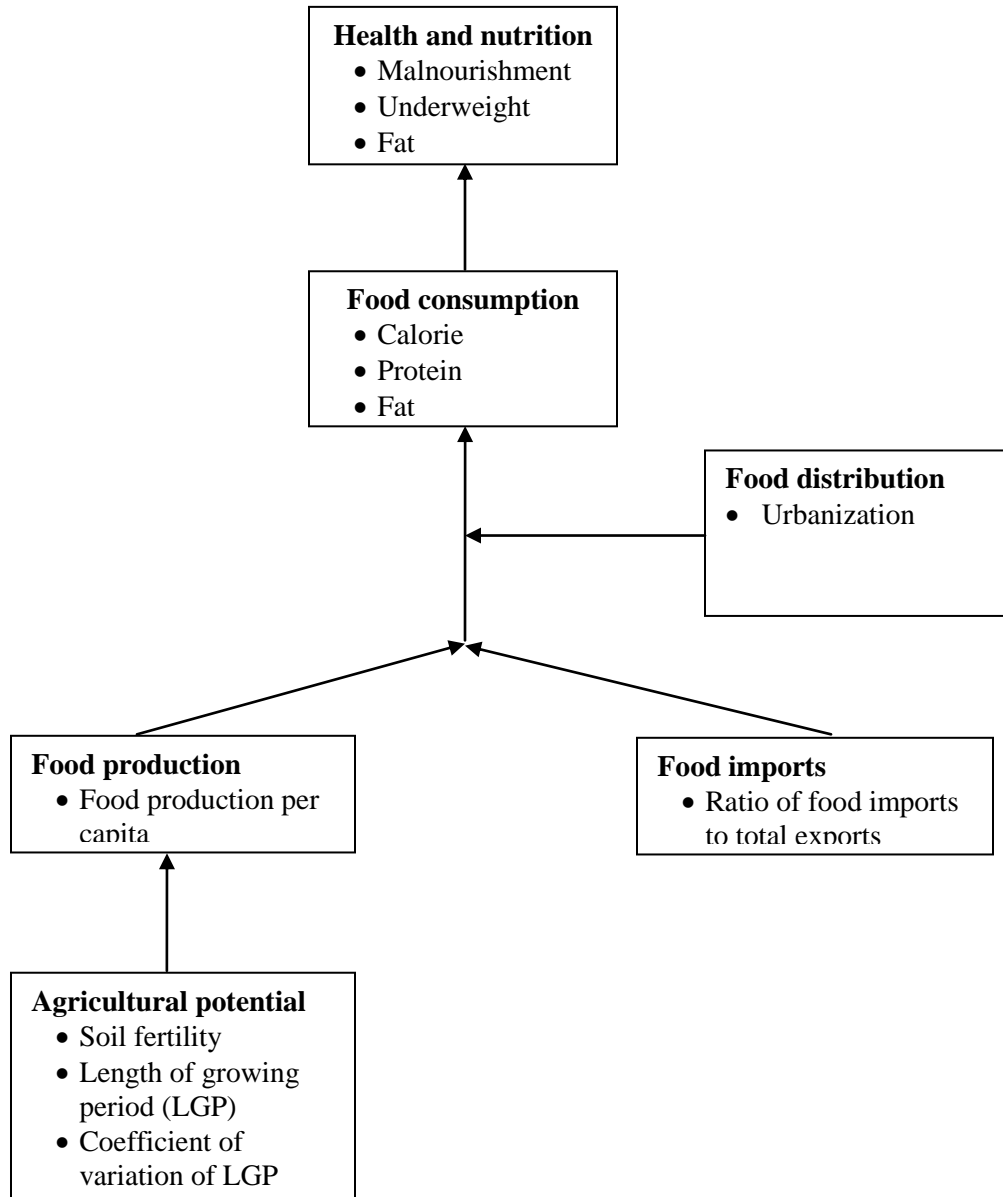 Health and nutrition
• Malnourishment
• Underweight
• Fat
Food consumption
• Calorie
• Protein
• Fat
Food distribution
• Urbanization
Food production
• Food production per
capita
Food imports
• Ratio of food imports
to total exports
Agricultural potential
• Soil fertility
• Length of growing
period (LGP)
• Coefficient of
variation of LGP